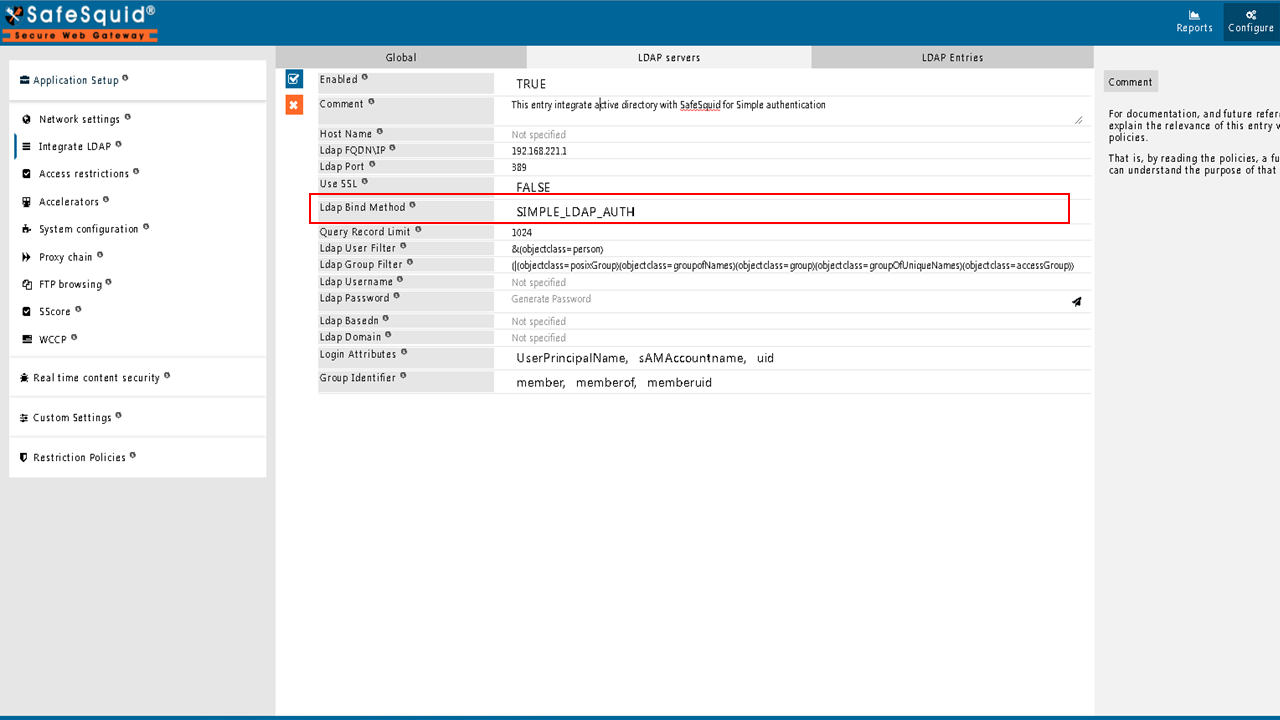 SafeSquid®
Secure Web Gateway
Reports
Configure
Application Setup
Network settings
Integrate LDAP
Access restrictions
Accelerators
System configuration
Proxy chain
FTP browsing
SScore
WCCP
Real time content security
Custom Settings
Restriction Policies
Global LDAP servers LDAP Entries
Enabled TRUE
Comment This entry integrate active directory with SafeSquid for Simple authentication
Host Name Not specified
Ldap FQDN\IP 192.168.221.1
Ldap Port 389
Use SSL FALSE
Ldap Bind Method SIMPLE_LDAP_AUTH
Query Record Limit 1024
Ldap User Filter &(objectclass=person)
Ldap Group Filter (|(objectclass=posixGroup)(objectclass=groupofNames)(objectclass=group)(objectclass=groupOfUniqueNames)(objectclass=accessGroup))
Ldap Username Not specified
Ldap Password Generate Password
Ldap Basedn Not specified
Ldap Domain Not specified
Login Attributes UserPrincipalName, sAMAccountname, uid
Group Identifier member, memberof, memberuid
Comment
For documentation, and future refer
explain the relevance of this entry
policies.
That is, by reading the policies, a fu
can understand the purpose of that